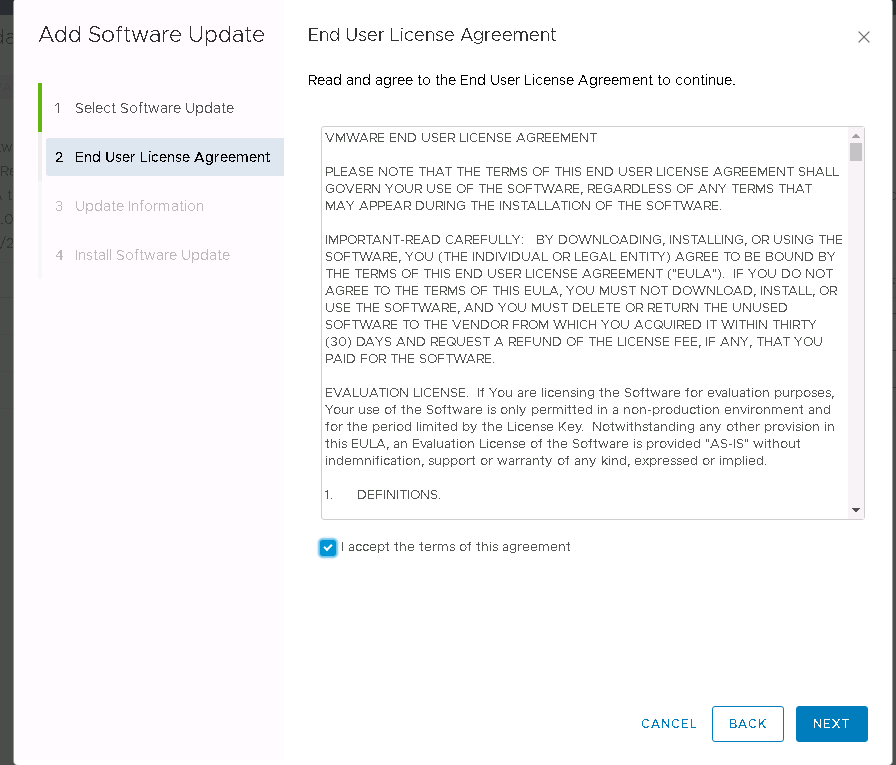 Add Software Update
1 Select Software Update
2 End User License Agreement
3 Update Information
4 Install Software Update
End User License Agreement
Read and agree to the End User License Agreement to continue.
VMWARE END USER LICENSE AGREEMENT
PLEASE NOTE THAT THE TERMS OF THIS END USER LICENSE AGREEMENT SHALL
GOVERN YOUR USE OF THE SOFTWARE, REGARDLESS OF ANY TERMS THAT
MAY APPEAR DURING THE INSTALLATION OF THE SOFTWARE.
IMPORTANT-READ CAREFULLY:   BY DOWNLOADING, INSTALLING, OR USING THE
SOFTWARE, YOU (THE INDIVIDUAL OR LEGAL ENTITY) AGREE TO BE BOUND BY
THE TERMS OF THIS END USER LICENSE AGREEMENT ("EULA").  IF YOU DO NOT
AGREE TO THE TERMS OF THIS EULA, YOU MUST NOT DOWNLOAD, INSTALL, OR
USE THE SOFTWARE, AND YOU MUST DELETE OR RETURN THE UNUSED
SOFTWARE TO THE VENDOR FROM WHICH YOU ACQUIRED IT WITHIN THIRTY
(30) DAYS AND REQUEST A REFUND OF THE LICENSE FEE, IF ANY, THAT YOU
PAID FOR THE SOFTWARE.
EVALUATION LICENSE.  If You are licensing the Software for evaluation purposes,
Your use of the Software is only permitted in a non-production environment and
for the period limited by the License Key.  Notwithstanding any other provision in
this EULA, an Evaluation License of the Software is provided "AS-IS" without
indemnification, support or warranty of any kind, expressed or implied.
1.	DEFINITIONS.
I accept the terms of this agreement
CANCEL
BACK
NEXT